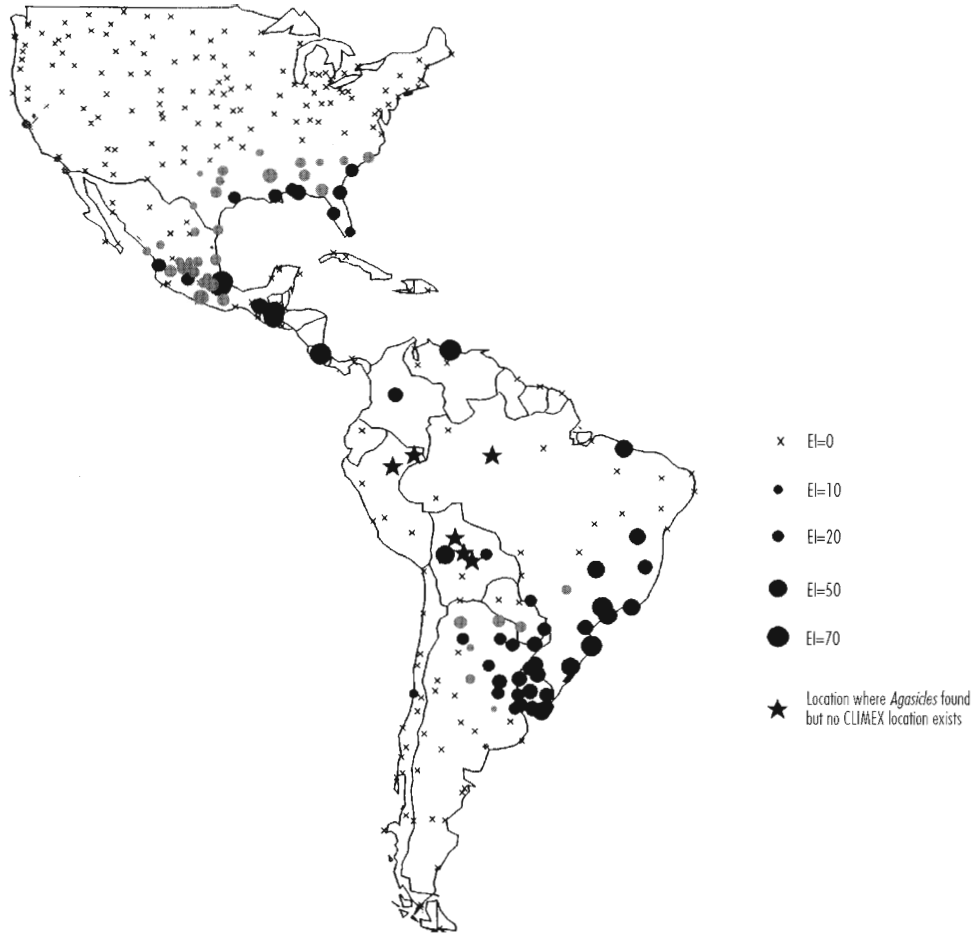 EI=0
EI=10
EI=20
EI=50
EI=70
Location where Agasicles found
but no CLIMEX location exists